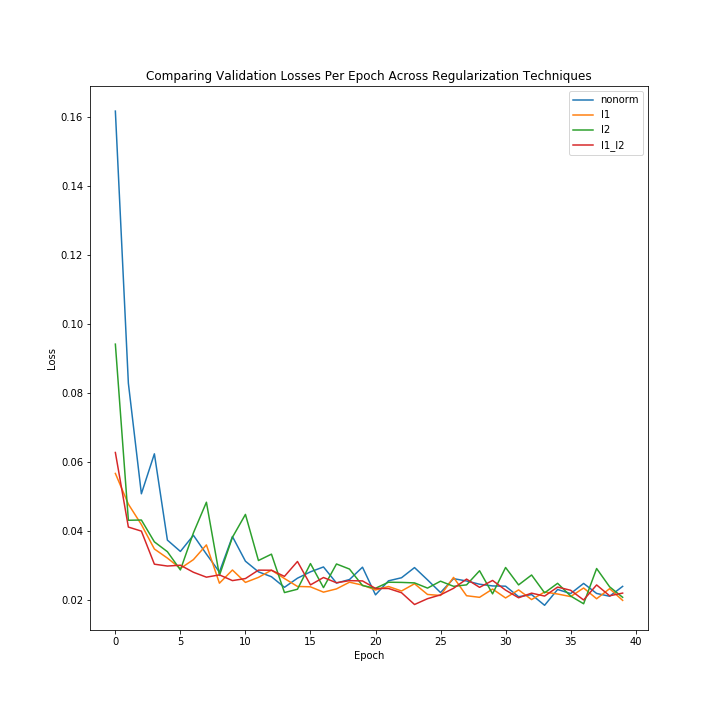 Comparing Validation Losses Per Epoch Across Regularization Techniques
nonorm
l1
l2
l1_l2
Loss
0.16
0.14
0.12
0.10
0.08
0.06
0.04
0.02
0
5
10
15
20
25
30
35
40
Epoch